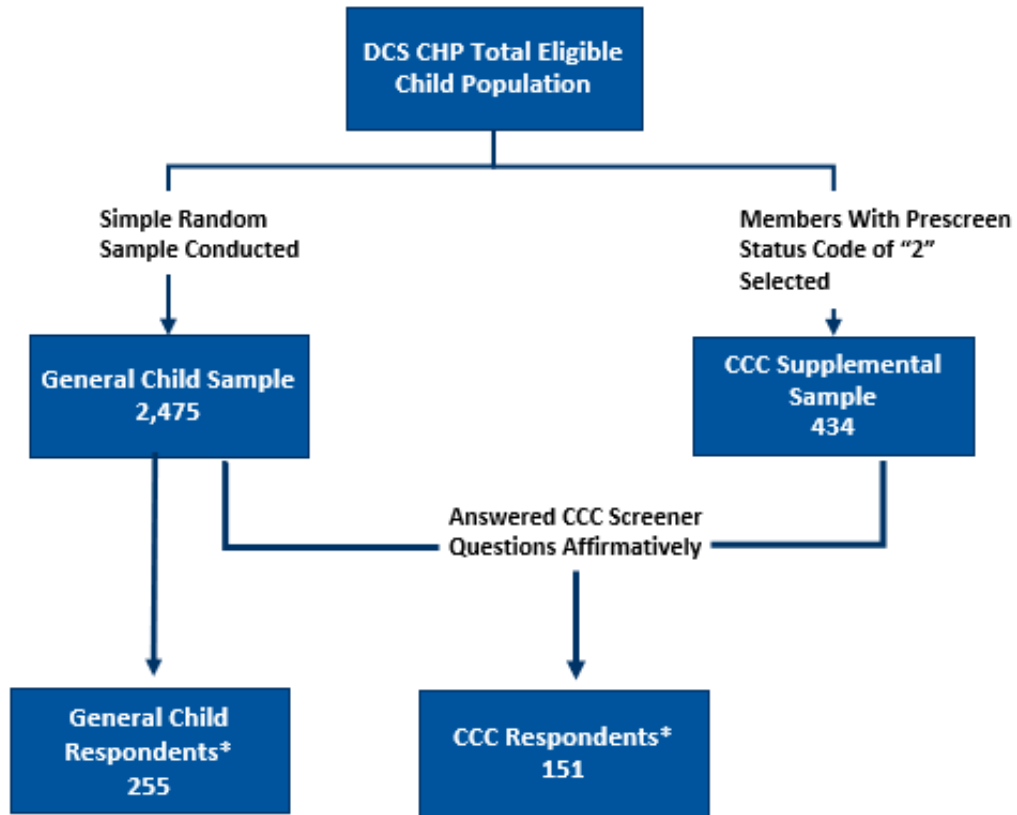 DCS CHP Total Eligible
Child Population
Simple Random
Sample Conducted
Members With Prescreen
Status Code of “2”
Selected
General Child Sample
2,475
CCC Supplemental
Sample
434
Answered CCC Screener
Questions Affirmatively
General Child
Respondents*
255
CCC Respondents*
151